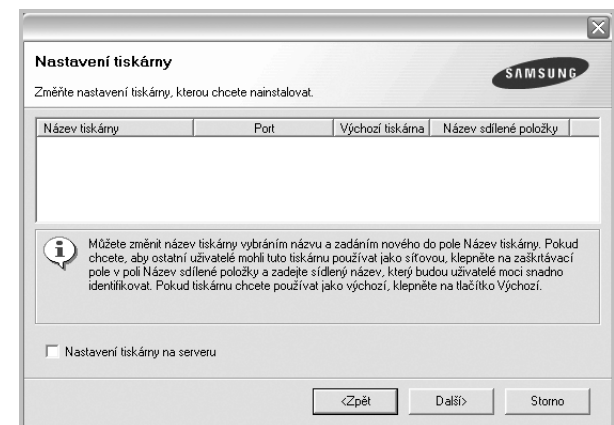 Nastavení tiskárny
SAMSUNG
Změňte nastavení tiskárny, kterou chcete nainstalovat.
Název tiskárny Port Výchozí tiskárna Název sdílené položky
Můžete změnit název tiskárny vybráním názvu a zadáním nového do pole Název tiskárny. Pokud
chcete, aby ostatní uživatelé mohli tuto tiskárnu používat jako síťovou, klepněte na zaškrtávací
pole v poli Název sdílené položky a zadejte sídlený název, který budou uživatelé moci snadno
identifikovat. Pokud tiskárnu chcete používat jako výchozí, klepněte na tlačítko Výchozí.
Nastavení tiskárny na serveru
<Zpět Další> Storno